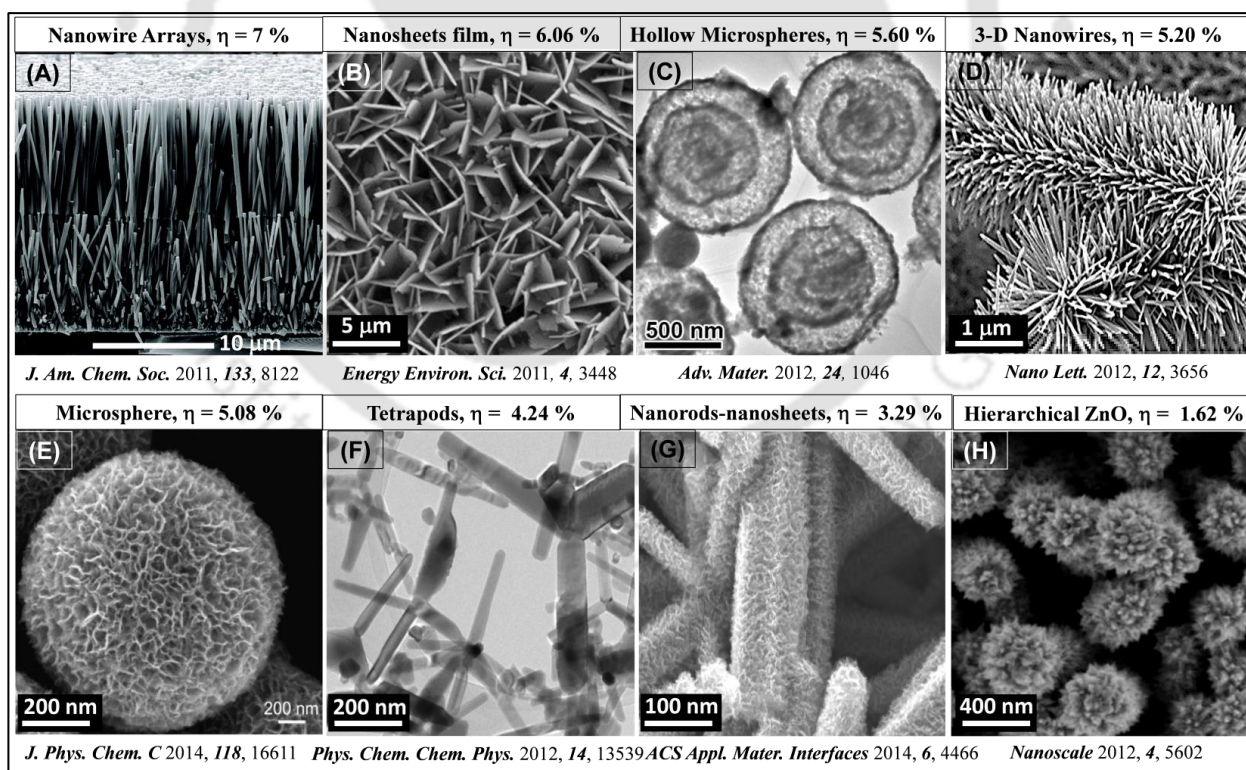 Nanowire Arrays, η = 7 %
Nanosheets film, η = 6.06 %
Hollow Microspheres, η = 5.60 %
3-D Nanowires, η = 5.20 %
(A)
(B)
(C)
(D)
10 µm
5 µm
500 nm
1 µm
J. Am. Chem. Soc. 2011, 133, 8122
Energy Environ. Sci. 2011, 4, 3448
Adv. Mater. 2012, 24, 1046
Nano Lett. 2012, 12, 3656
Microsphere, η = 5.08 %
Tetrapods, η = 4.24 %
Nanorods-nanosheets, η = 3.29 %
Hierarchical ZnO, η = 1.62 %
(E)
(F)
(G)
(H)
200 nm
200 nm
200 nm
100 nm
400 nm
J. Phys. Chem. C 2014, 118, 16611
Phys. Chem. Chem. Phys. 2012, 14, 13539
ACS Appl. Mater. Interfaces 2014, 6, 4466
Nanoscale 2012, 4, 5602